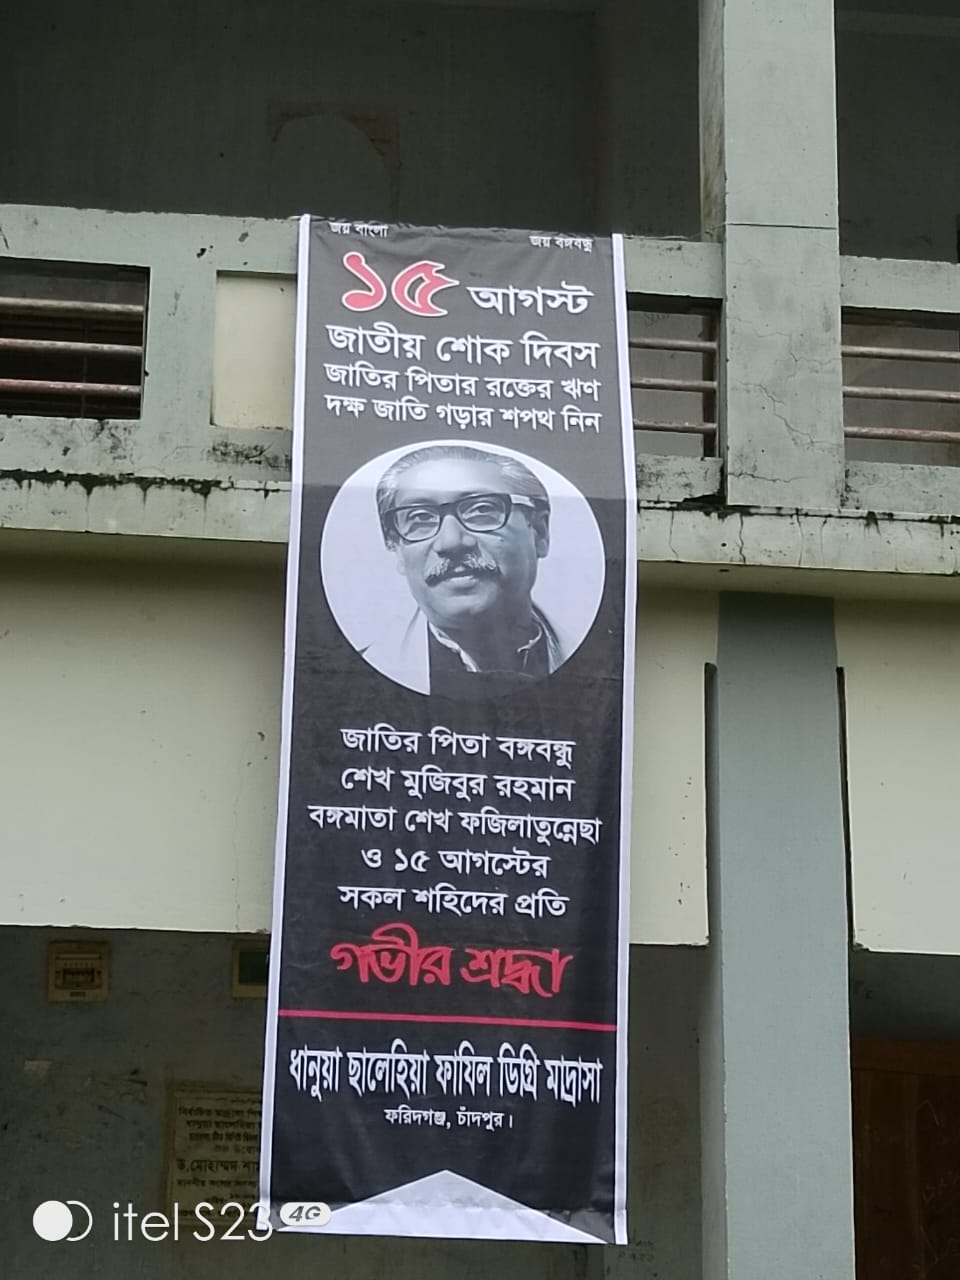 জয় বাংলা
জয় বঙ্গবন্ধু
১৫ আগস্ট
জাতীয় শোক দিবস
জাতির পিতার রক্তের ঋণ
দক্ষ জাতি গড়ার শপথ নিন
জাতির পিতা বঙ্গবন্ধু
শেখ মুজিবুর রহমান
বঙ্গমাতা শেখ ফজিলাতুন্নেছা
ও ১৫ আগস্টের
সকল শহিদের প্রতি
গভীর শ্রদ্ধা
ধানুয়া ছালেহিয়া ফাযিল ডিগ্রি মাদ্রাসা
ফরিদগঞ্জ, চাঁদপুর।
নির্বাচিত মাদ্রাসা
ধানুয়া ছালেহিয়া
ড. মোহাম্মদ
itel S23 4G